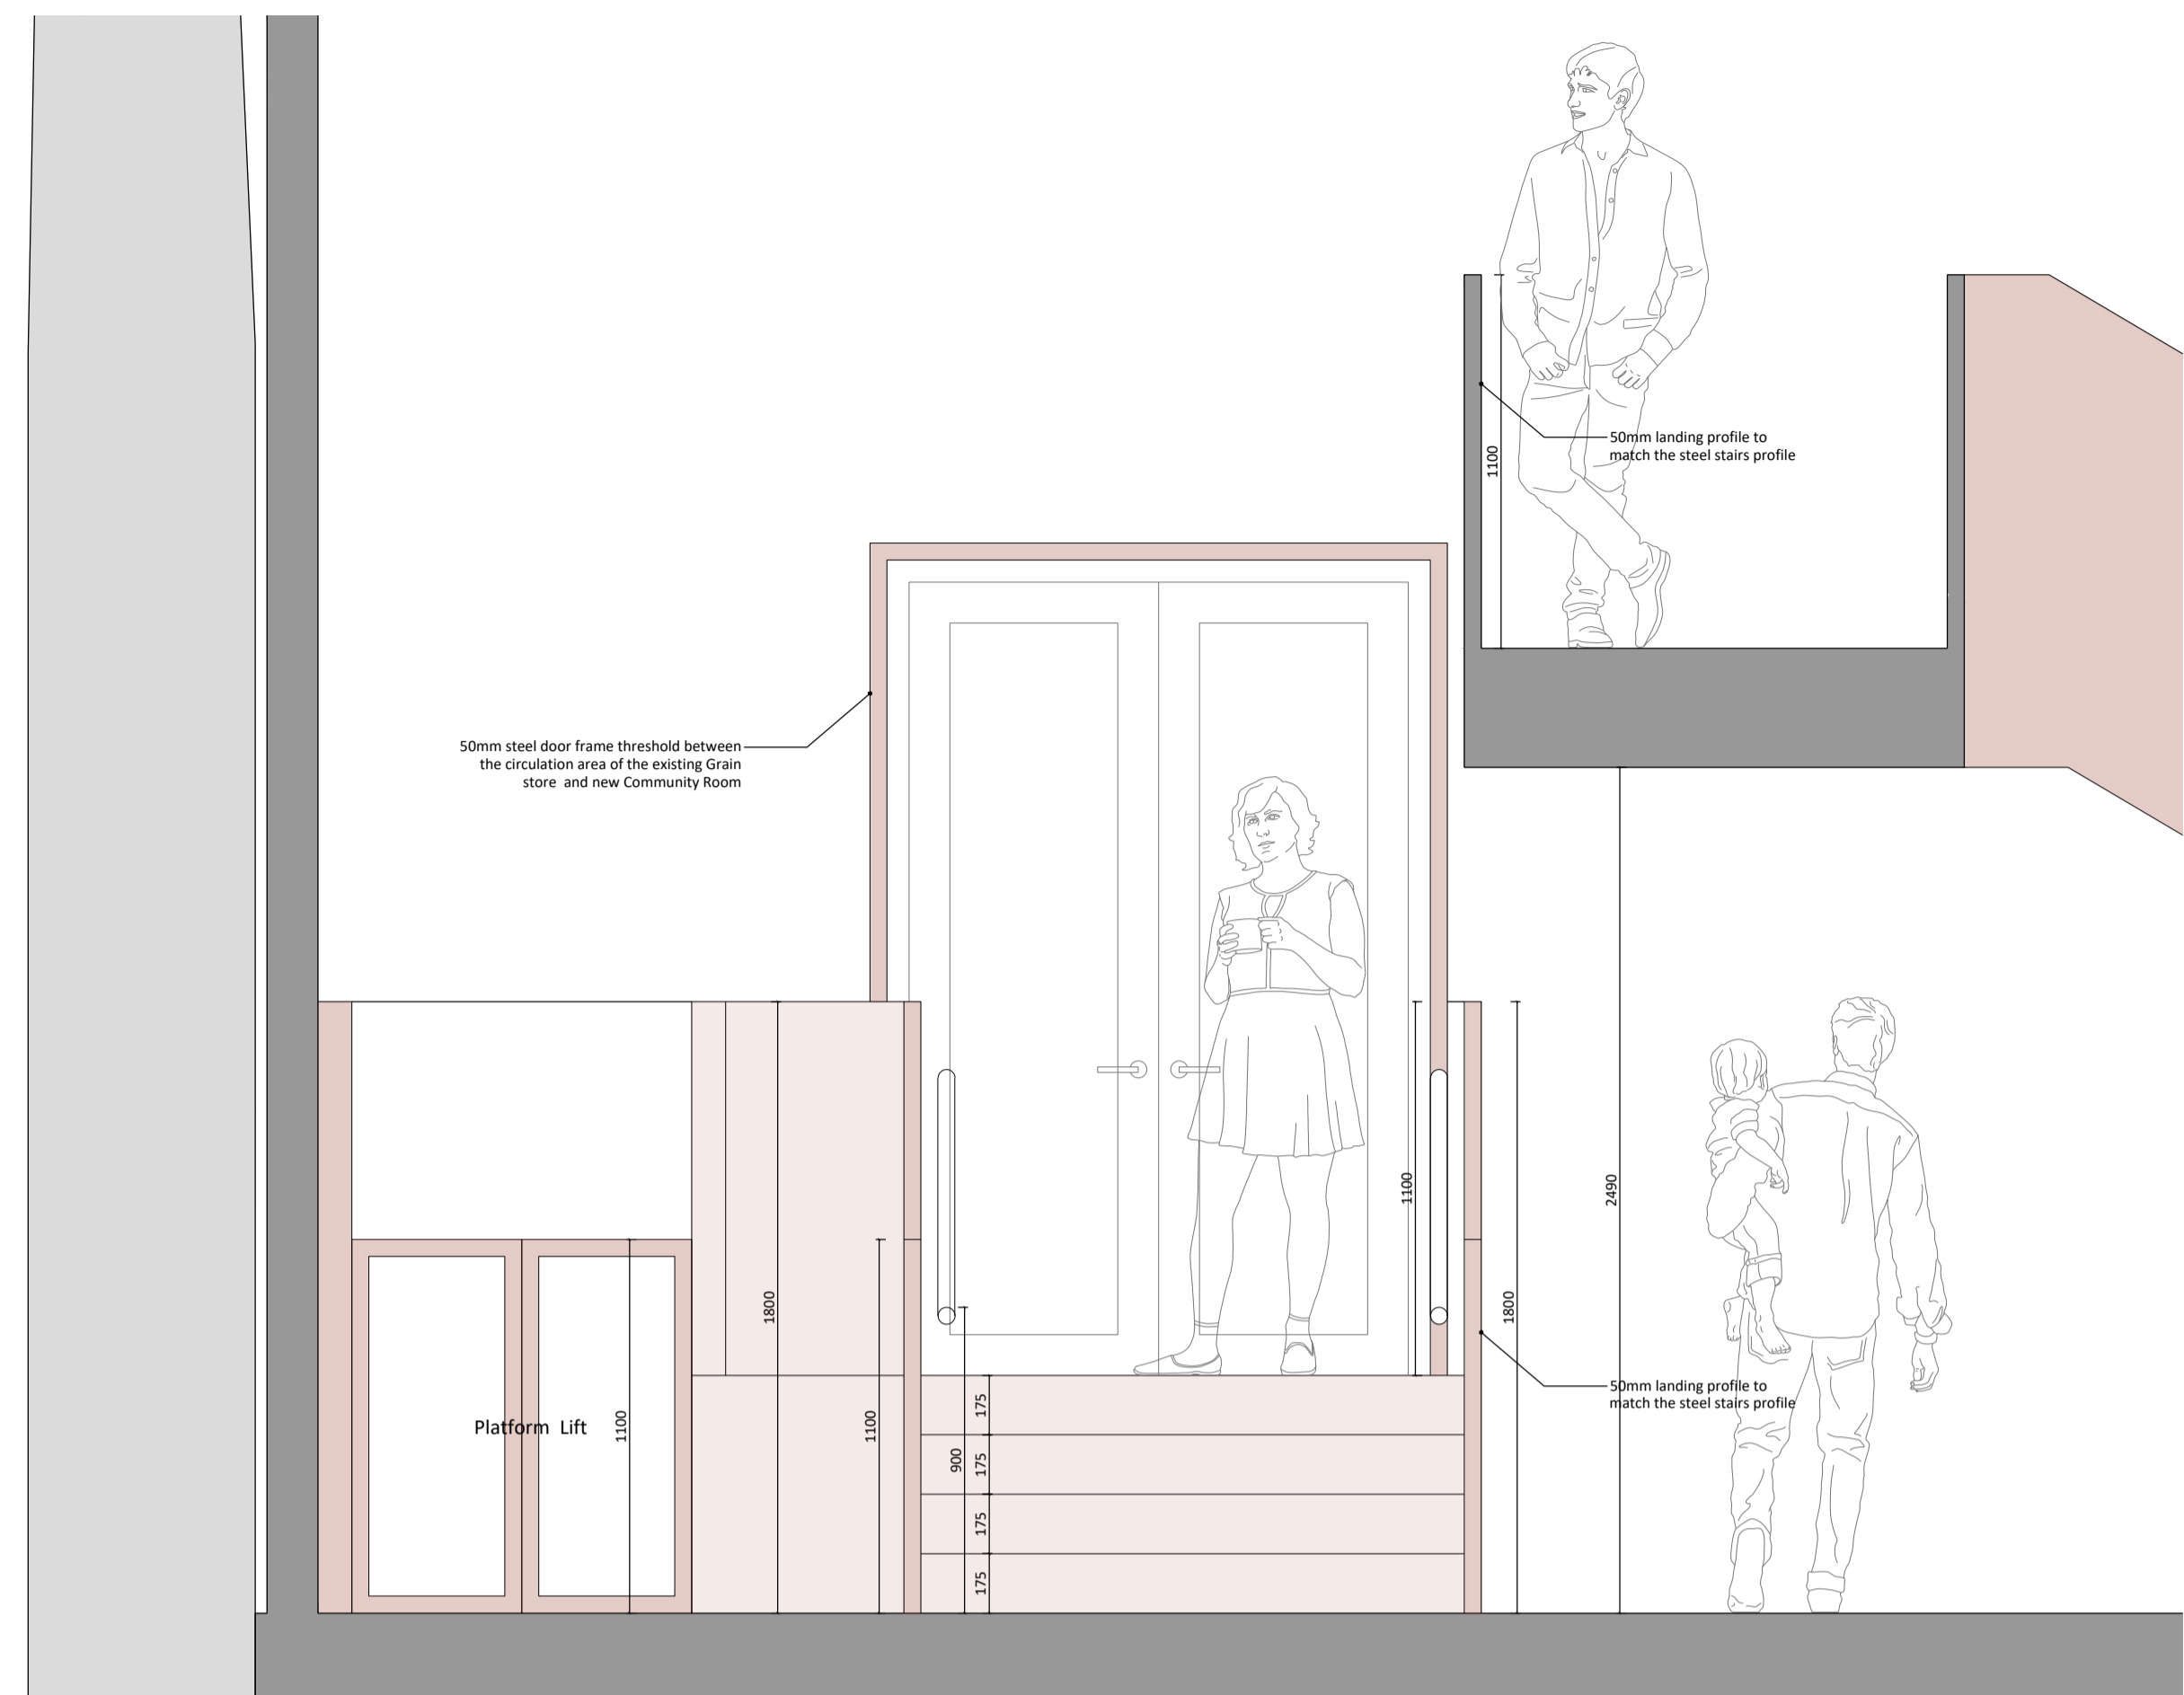 50mm landing profile to
match the steel stairs profile
1100
50mm steel door frame threshold between
the circulation area of the existing Grain
store  and new Community Room
Platform  Lift
1100
1800
1100
900
175
175
175
175
1100
1800
2490
50mm landing profile to
match the steel stairs profile